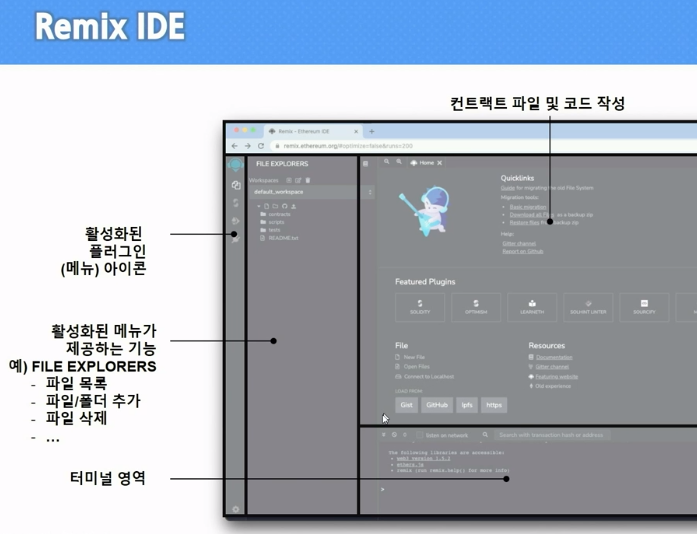 Remix IDE
컨트랙트 파일 및 코드 작성
Remix - Ethereum IDE
remix.ethereum.org/#optimize=false&runs=200
FILE EXPLORERS
Home
Workspaces
default_workspace
contracts
scripts
tests
README.txt
Quicklinks
Guide for migrating the old File System
Migration tools:
Basic migration
Download all Files as a backup zip
Restore files from backup zip
Help:
Gitter channel
Report on Github
활성화된
플러그인
(메뉴) 아이콘
Featured Plugins
SOLIDITY
OPTIMISM
LEARNETH
SOLHINT LINTER
SOURCIFY
활성화된 메뉴가
제공하는 기능
예) FILE EXPLORERS
- 파일 목록
- 파일/폴더 추가
- 파일 삭제
- ...
File
New File
Open Files
Connect to Localhost
LOAD FROM
Gist
GitHub
Ipfs
https
Resources
Documentation
Gitter channel
Featuring website
Old experience
listen on network
Search with transaction hash or address
The following libraries are accessible:
web3 version 1.5.2
ethers.js
remix (run remix.help() for more info)
>
터미널 영역